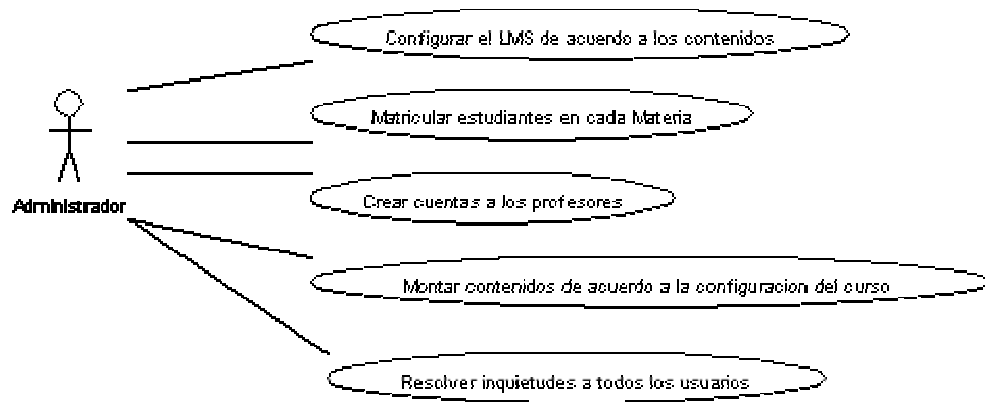 Configurar el LMS de acuerdo a los contenidos
Matricular estudiantes en cada Materia
Crear cuentas a los profesores
Administrador
Montar contenidos de acuerdo a la configuracion del curso
Resolver inquietudes a todos los usuarios